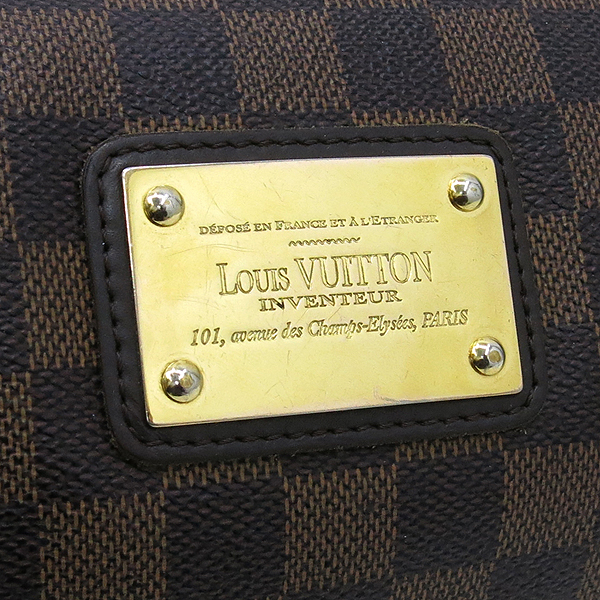 DÉPOSÉ EN FRANCE ET À L'ETRANGER
LOUIS VUITTON
INVENTEUR
101, avenue des Champs-Elysées, PARIS